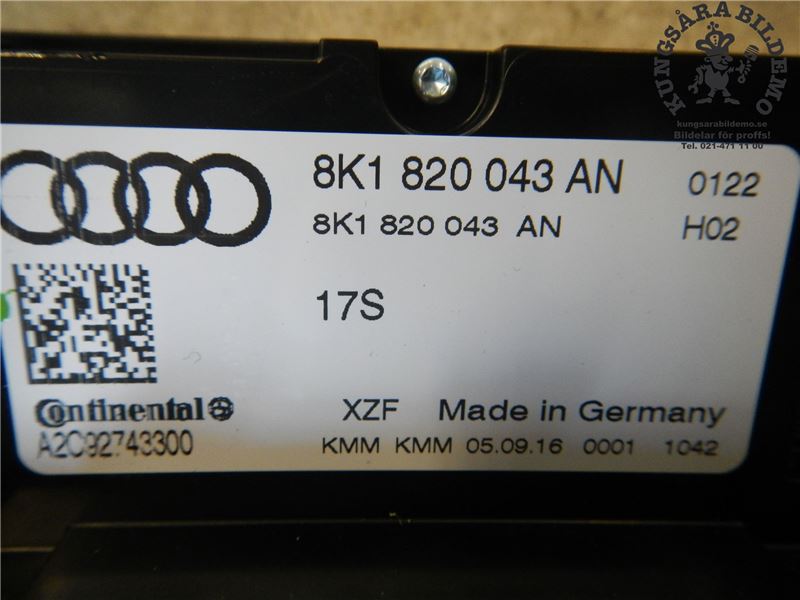 KUNGSÅRA BILDEMO
kungsarabildemo.se
Bildelar för proffs!
Tel. 021-471 11 00
8K1 820 043 AN 0122
8K1 820 043 AN H02
17S
Continental XZF Made in Germany
A2C92743300 KMM KMM 05.09.16 0001 1042